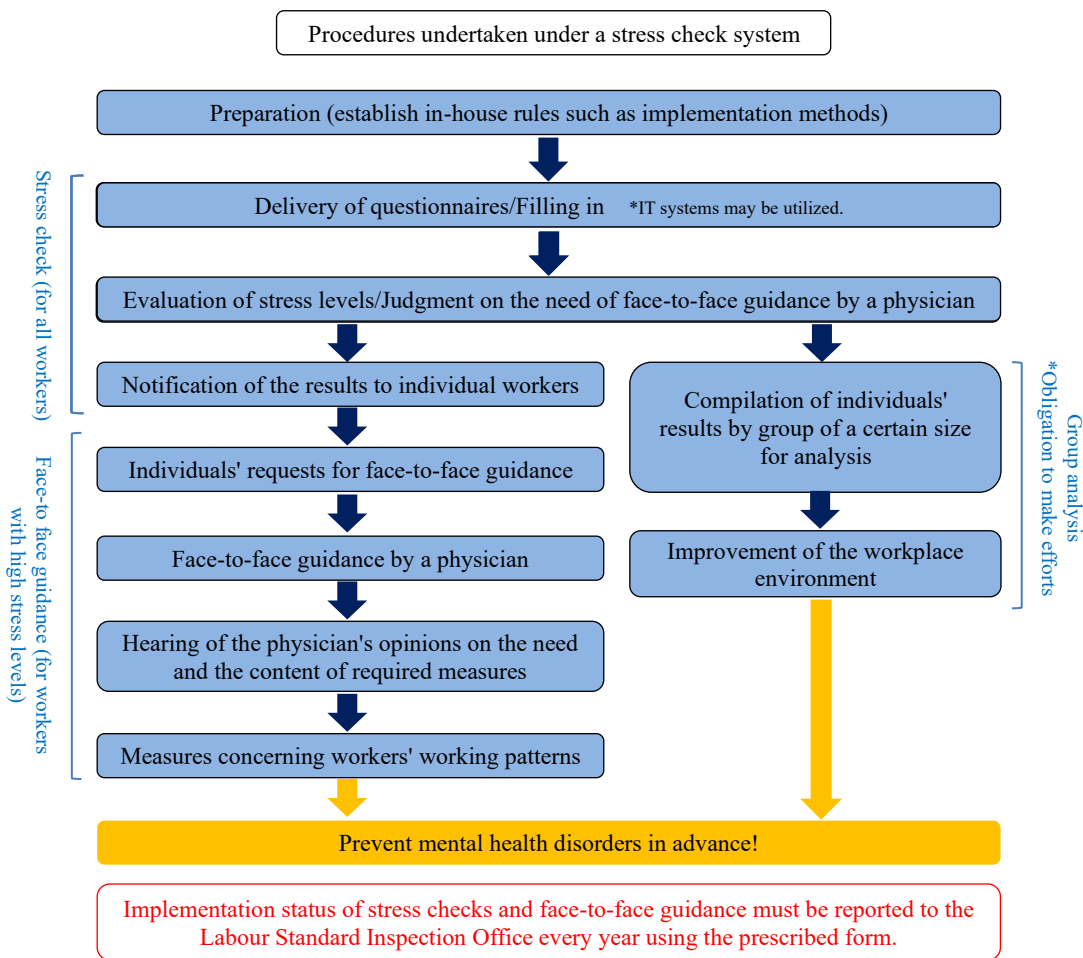 Procedures undertaken under a stress check system
Preparation (establish in-house rules such as implementation methods)
Stress check (for all
workers)
Delivery of questionnaires/Filling in *IT systems may be utilized.
Evaluation of stress levels/Judgment on the need of face-to-face guidance by a physician
Notification of the results to individual workers
Face-to face guidance (for workers
with high stress levels)
Individuals' requests for face-to-face guidance
Face-to-face guidance by a physician
Hearing of the physician's opinions on the need
and the content of required measures
Measures concerning workers' working patterns
Compilation of individuals'
results by group of a certain size
for analysis
Improvement of the workplace
environment
Group analysis
*Obligation to make efforts
Prevent mental health disorders in advance!
Implementation status of stress checks and face-to-face guidance must be reported to the
Labour Standard Inspection Office every year using the prescribed form.